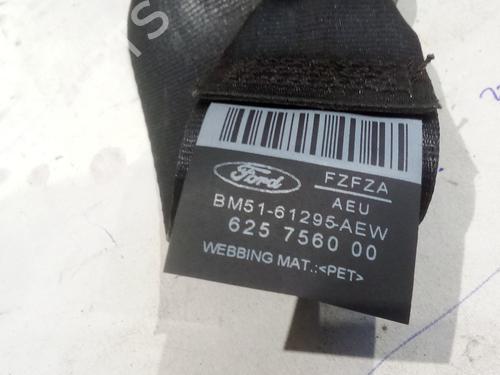 Ford
FZFZA
AEU
BM51-61295-AEW
625 7560 00
WEBBING MAT.:<PET>